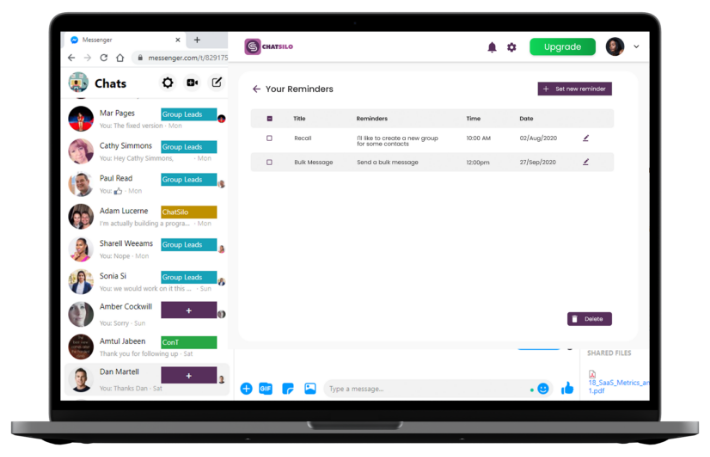 Messenger
messenger.com/t/829175
Chats
Mar Pages
Group Leads
You: The fixed version · Mon
Cathy Simmons
Group Leads
You: Hey Cathy Simmons, · Mon
Paul Read
Group Leads
You: 👍 · Mon
Adam Lucerne
ChatSilo
I'm actually building a progra... · Mon
Sharell Weeams
Group Leads
You: Nope · Mon
Sonia Si
Group Leads
You: we would work on it this ... · Sun
Amber Cockwill
+
You: Sorry · Sun
Amtul Jabeen
ConT
Thank you for following up · Sat
Dan Martell
+
You: Thanks Dan · Sat
CHATSILO
Upgrade
← Your Reminders
+ Set new reminder
Title Reminders Time Date
Recall I'll like to create a new group 10:00 AM 02/Aug/2020
for some contacts
Bulk Message Send a bulk message 12:00pm 27/Sep/2020
Delete
SHARED FILES
18_SaaS_Metrics_an
1.pdf
GIF
Type a message...